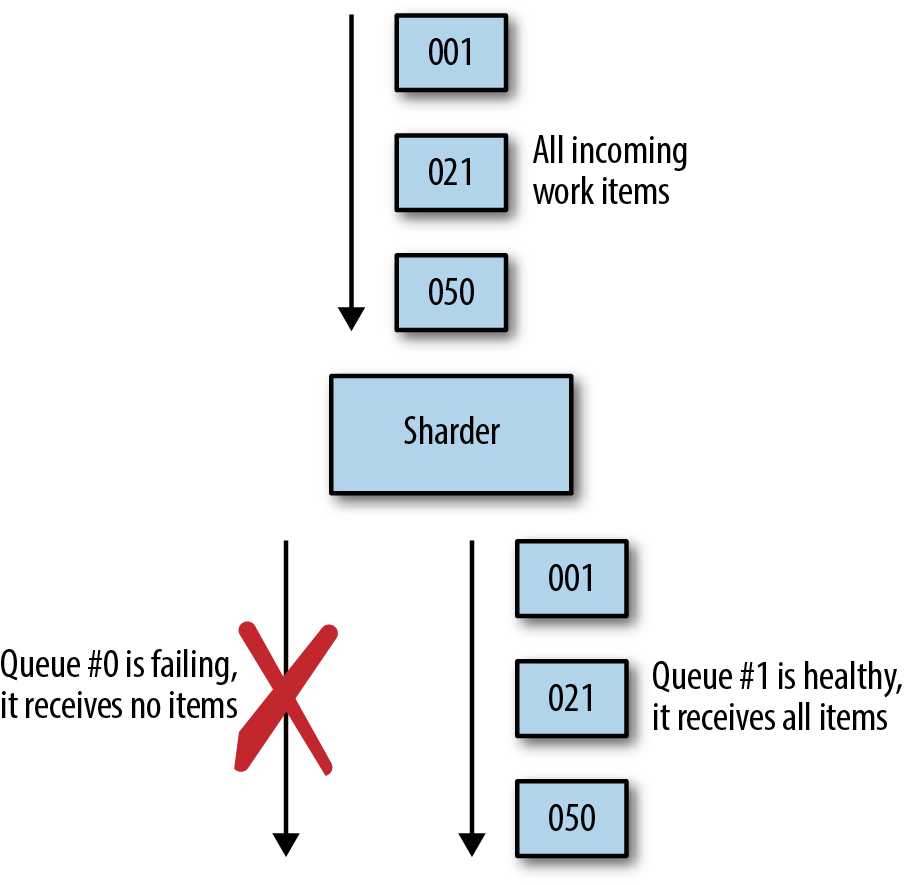 001
021
All incoming
work items
050
Sharder
001
Queue #0 is failing,
it receives no items
021
Queue #1 is healthy,
it receives all items
050